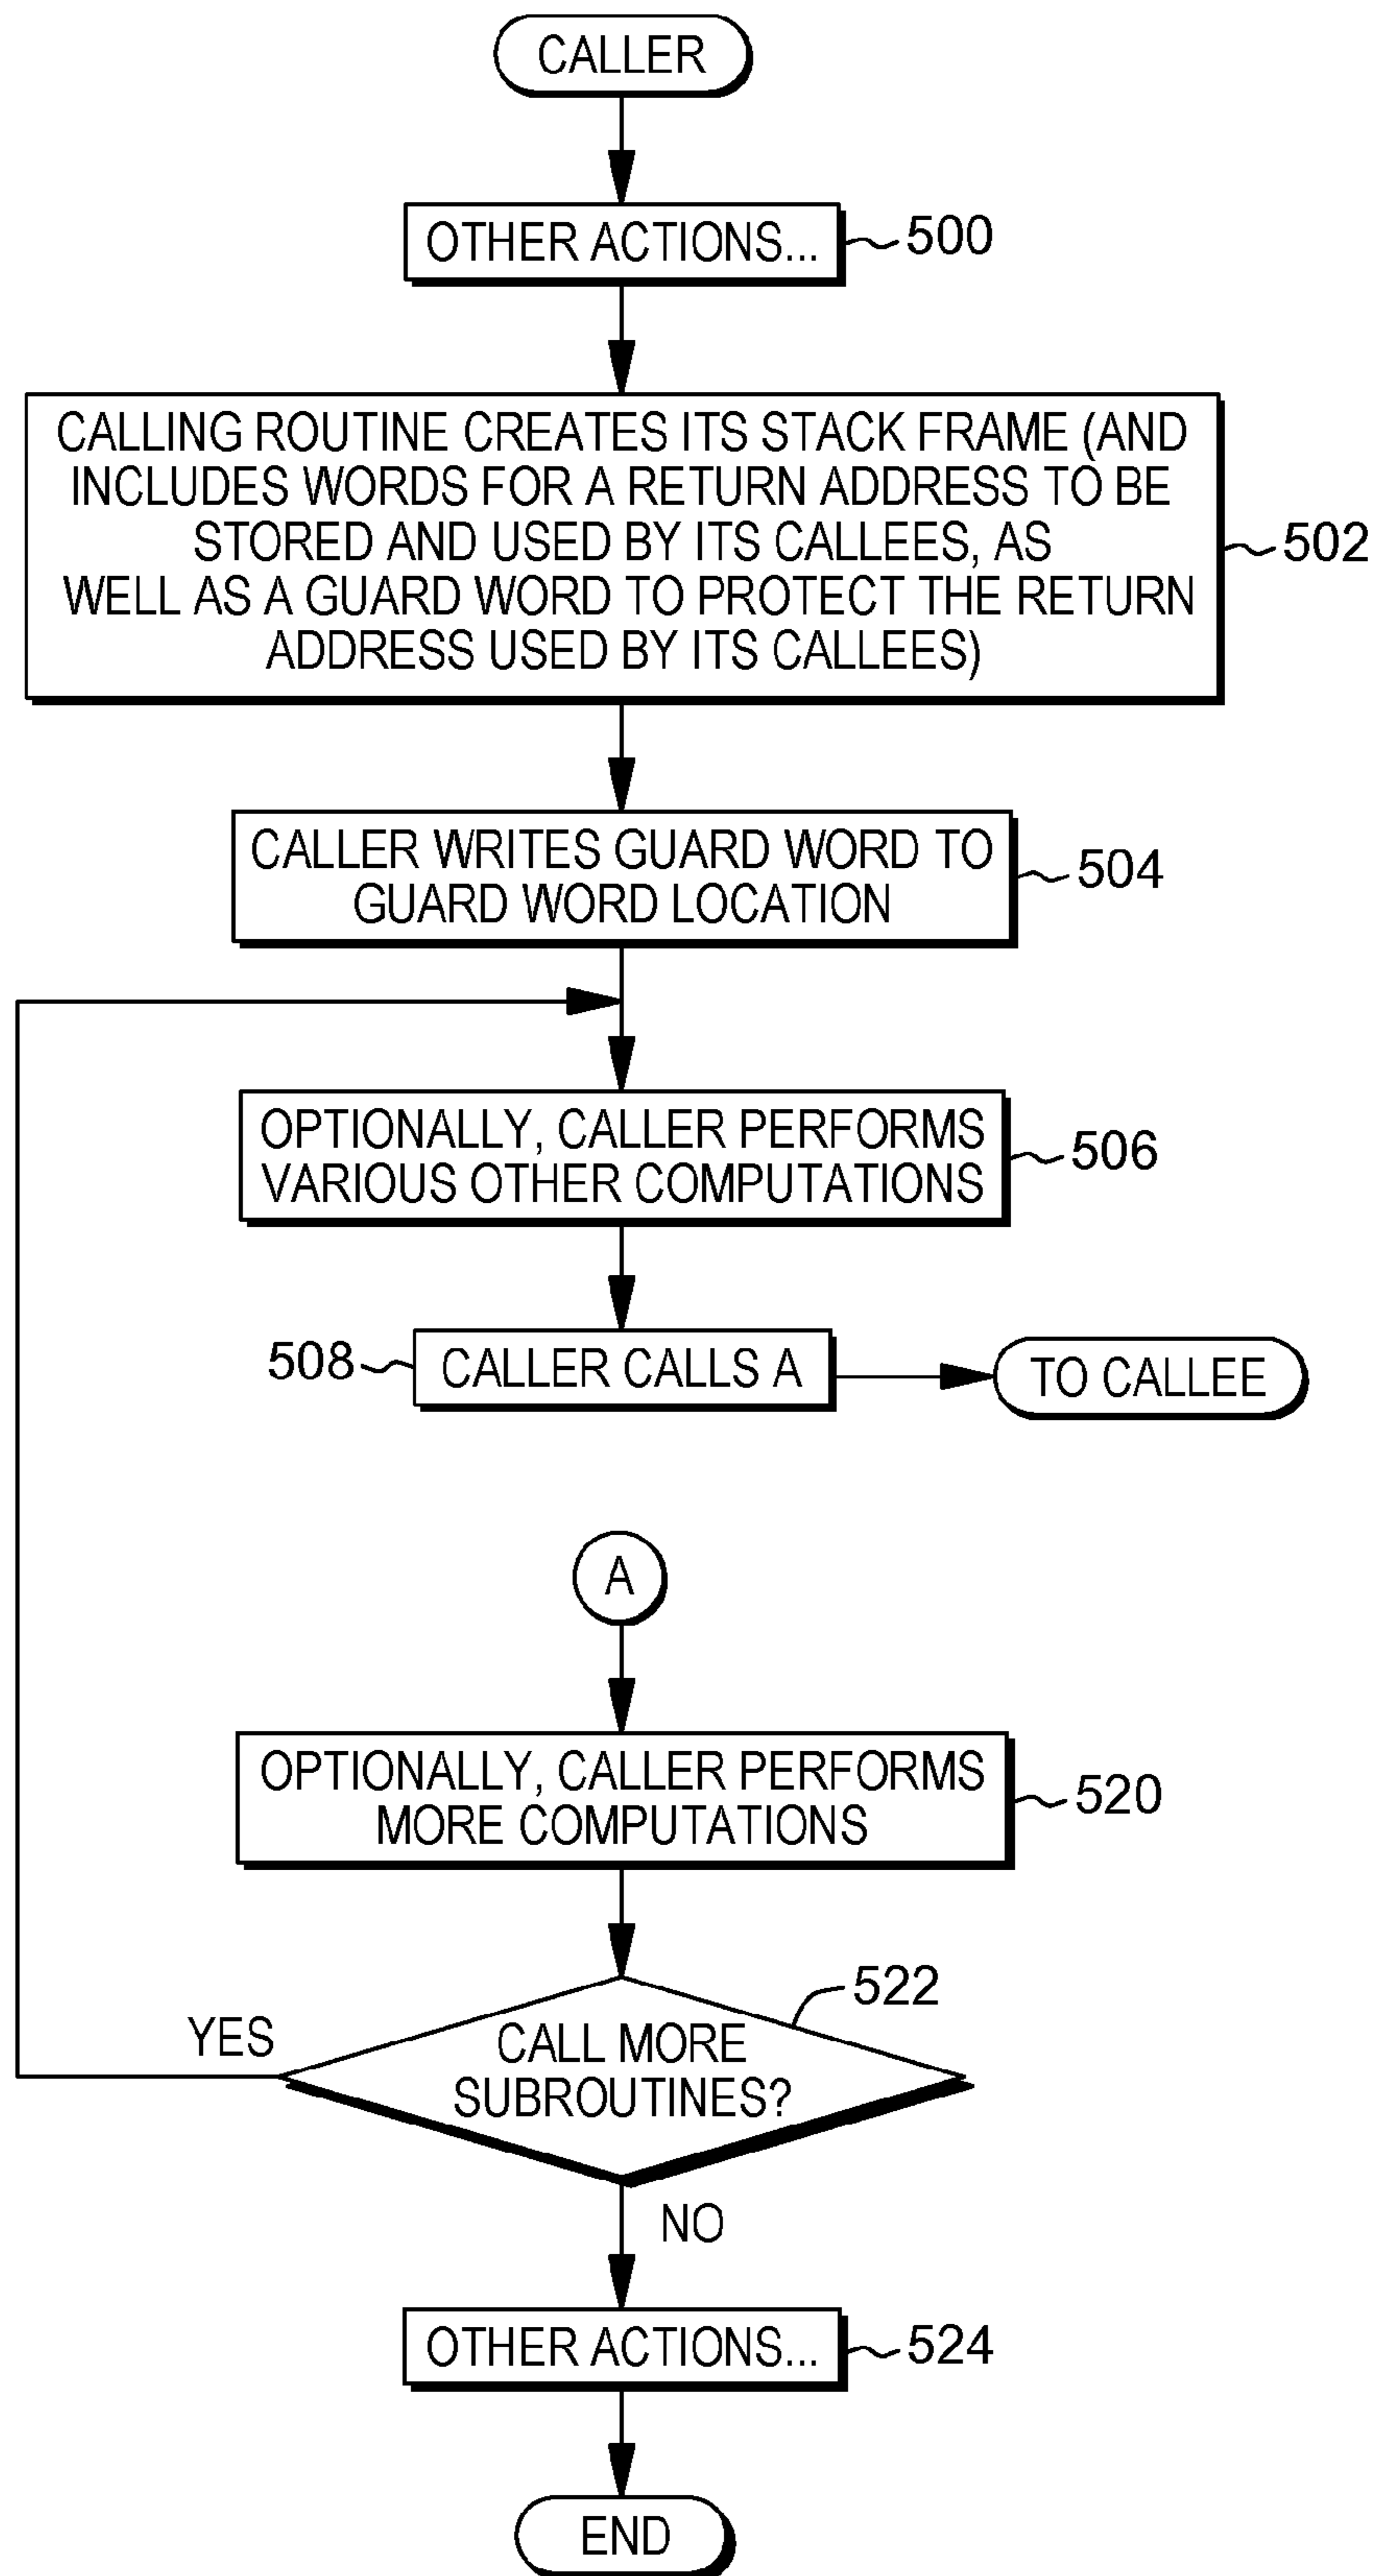 CALLER
OTHER ACTIONS...
500
CALLING ROUTINE CREATES ITS STACK FRAME (AND
INCLUDES WORDS FOR A RETURN ADDRESS TO BE
STORED AND USED BY ITS CALLEES, AS
WELL AS A GUARD WORD TO PROTECT THE RETURN
ADDRESS USED BY ITS CALLEES)
502
CALLER WRITES GUARD WORD TO
GUARD WORD LOCATION
504
OPTIONALLY, CALLER PERFORMS
VARIOUS OTHER COMPUTATIONS
506
508
CALLER CALLS A
TO CALLEE
A
OPTIONALLY, CALLER PERFORMS
MORE COMPUTATIONS
520
522
YES
CALL MORE
SUBROUTINES?
NO
OTHER ACTIONS...
524
END